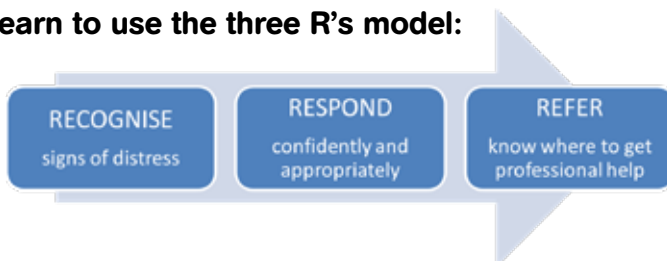 earn to use the three R's model:
RECOGNISE
signs of distress
RESPOND
confidently and
appropriately
REFER
know where to get
professional help